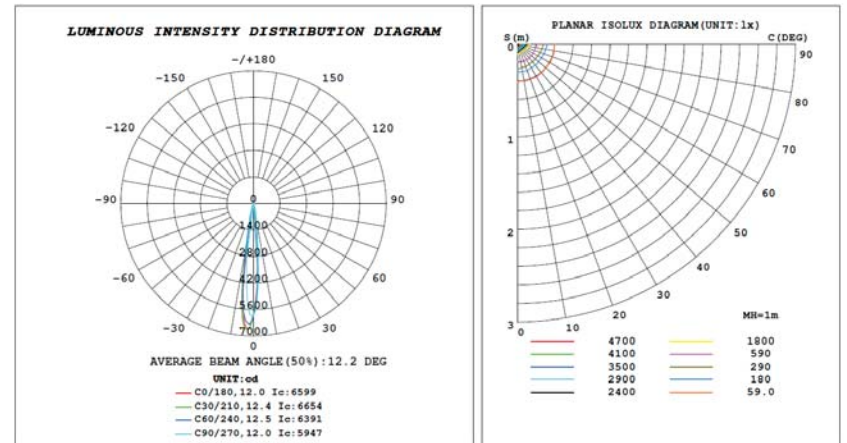 LUMINOUS INTENSITY DISTRIBUTION DIAGRAM
-/+180
-150 150
-120 120
-90 90
-60 60
-30 30
0
0
1400
2800
4200
5600
7000
AVERAGE BEAM ANGLE(50%):12.2 DEG
UNIT:cd
C0/180,12.0 Ic:6599
C30/210,12.4 Ic:6654
C60/240,12.5 Ic:6391
C90/270,12.0 Ic:5947
PLANAR ISOLUX DIAGRAM(UNIT:lx)
S(m) C(DEG)
0 90
80
1 70
60
2 50
40
30
20
3 0 10
MH=1m
4700 1800
4100 590
3500 290
2900 180
2400 59.0